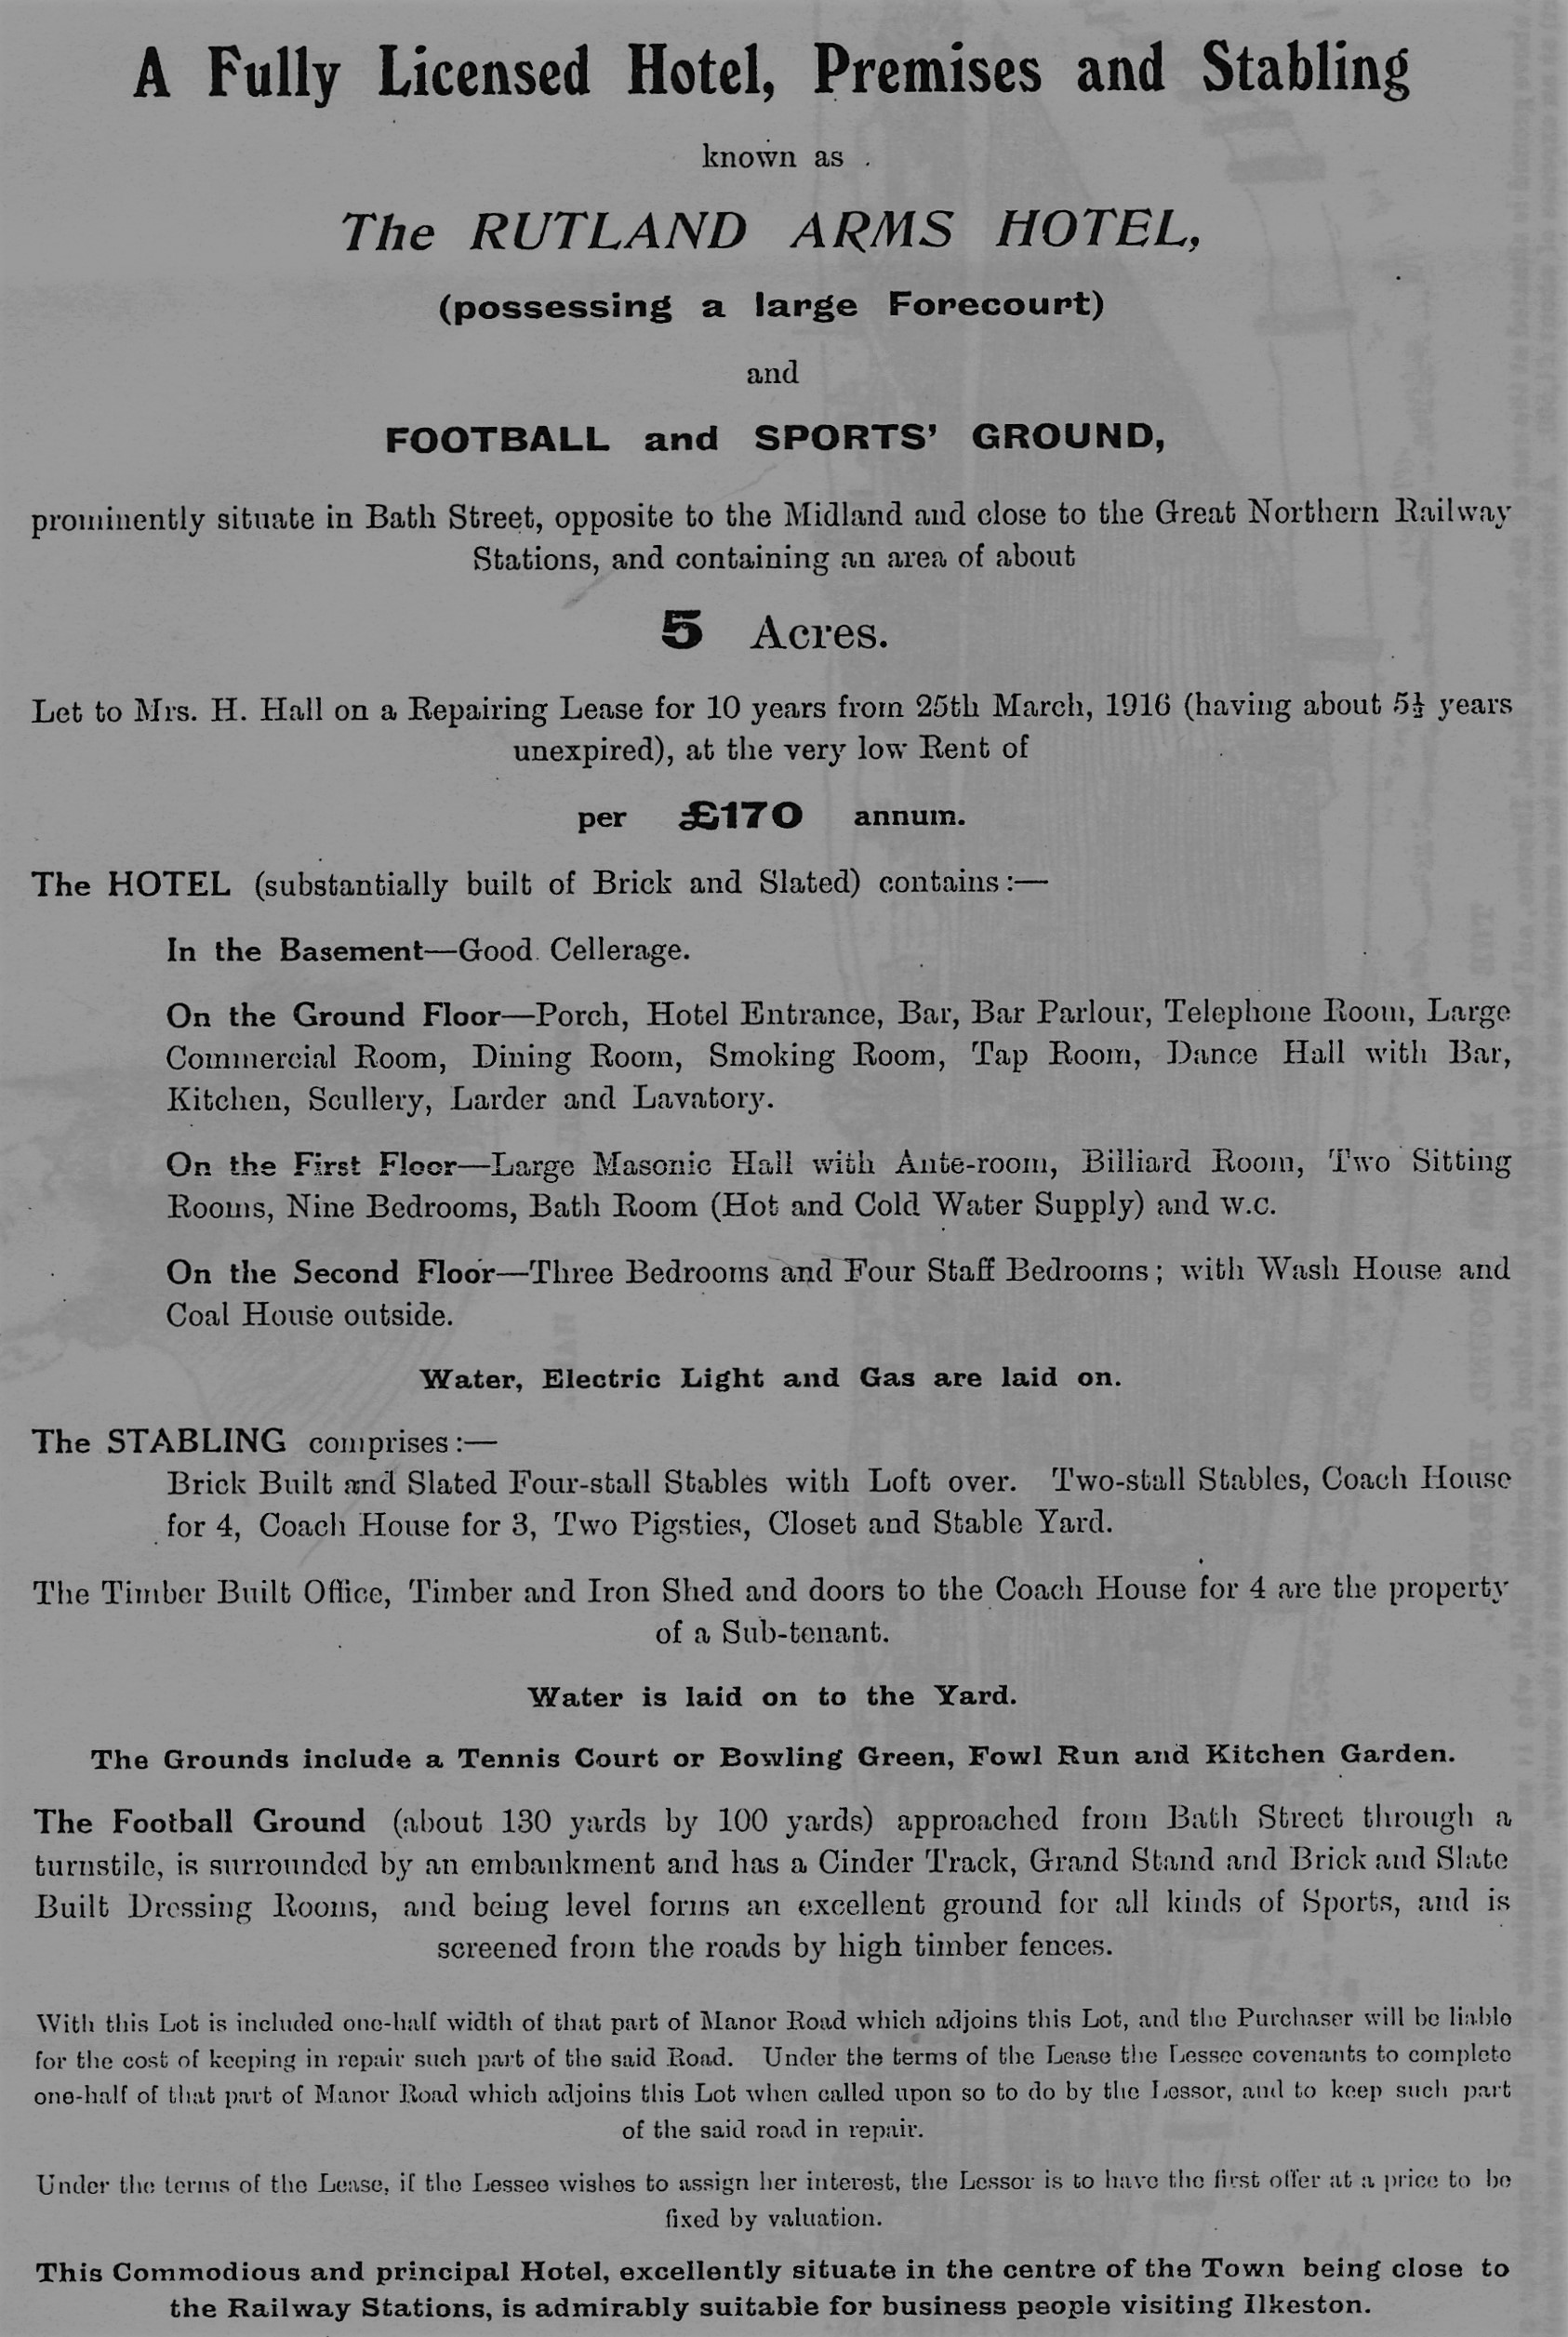 A Fully Licensed Hotel, Premises and Stabling
known as
The RUTLAND ARMS HOTEL,
(possessing a large Forecourt)
and
FOOTBALL and SPORTS' GROUND,
prominently situate in Bath Street, opposite to the Midland and close to the Great Northern Railway
Stations, and containing an area of about
5 Acres.
Let to Mrs. H. Hall on a Repairing Lease for 10 years from 25th March, 1916 (having about 5½ years
unexpired), at the very low Rent of
per £170 annum.
The HOTEL (substantially built of Brick and Slated) contains:—
In the Basement—Good Cellerage.
On the Ground Floor—Porch, Hotel Entrance, Bar, Bar Parlour, Telephone Room, Large
Commercial Room, Dining Room, Smoking Room, Tap Room, Dance Hall with Bar,
Kitchen, Scullery, Larder and Lavatory.
On the First Floor—Large Masonic Hall with Ante-room, Billiard Room, Two Sitting
Rooms, Nine Bedrooms, Bath Room (Hot and Cold Water Supply) and W.C.
On the Second Floor—Three Bedrooms and Four Staff Bedrooms; with Wash House and
Coal House outside.
Water, Electric Light and Gas are laid on.
The STABLING comprises:—
Brick Built and Slated Four-stall Stables with Loft over. Two-stall Stables, Coach House
for 4, Coach House for 3, Two Pigsties, Closet and Stable Yard.
The Timber Built Office, Timber and Iron Shed and doors to the Coach House for 4 are the property
of a Sub-tenant.
Water is laid on to the Yard.
The Grounds include a Tennis Court or Bowling Green, Fowl Run and Kitchen Garden.
The Football Ground (about 130 yards by 100 yards) approached from Bath Street through a
turnstile, is surrounded by an embankment and has a Cinder Track, Grand Stand and Brick and Slate
Built Dressing Rooms, and being level forms an excellent ground for all kinds of Sports, and is
screened from the roads by high timber fences.
With this Lot is included one-half width of that part of Manor Road which adjoins this Lot, and the Purchaser will be liable
for the cost of keeping in repair such part of the said Road. Under the terms of the Lease the Lessee covenants to complete
one-half of that part of Manor Road which adjoins this Lot when called upon so to do by the Lessor, and to keep such part
of the said road in repair.
Under the terms of the Lease, if the Lessee wishes to assign her interest, the Lessor is to have the first offer at a price to be
fixed by valuation.
This Commodious and principal Hotel, excellently situate in the centre of the Town being close to
the Railway Stations, is admirably suitable for business people visiting Ilkeston.